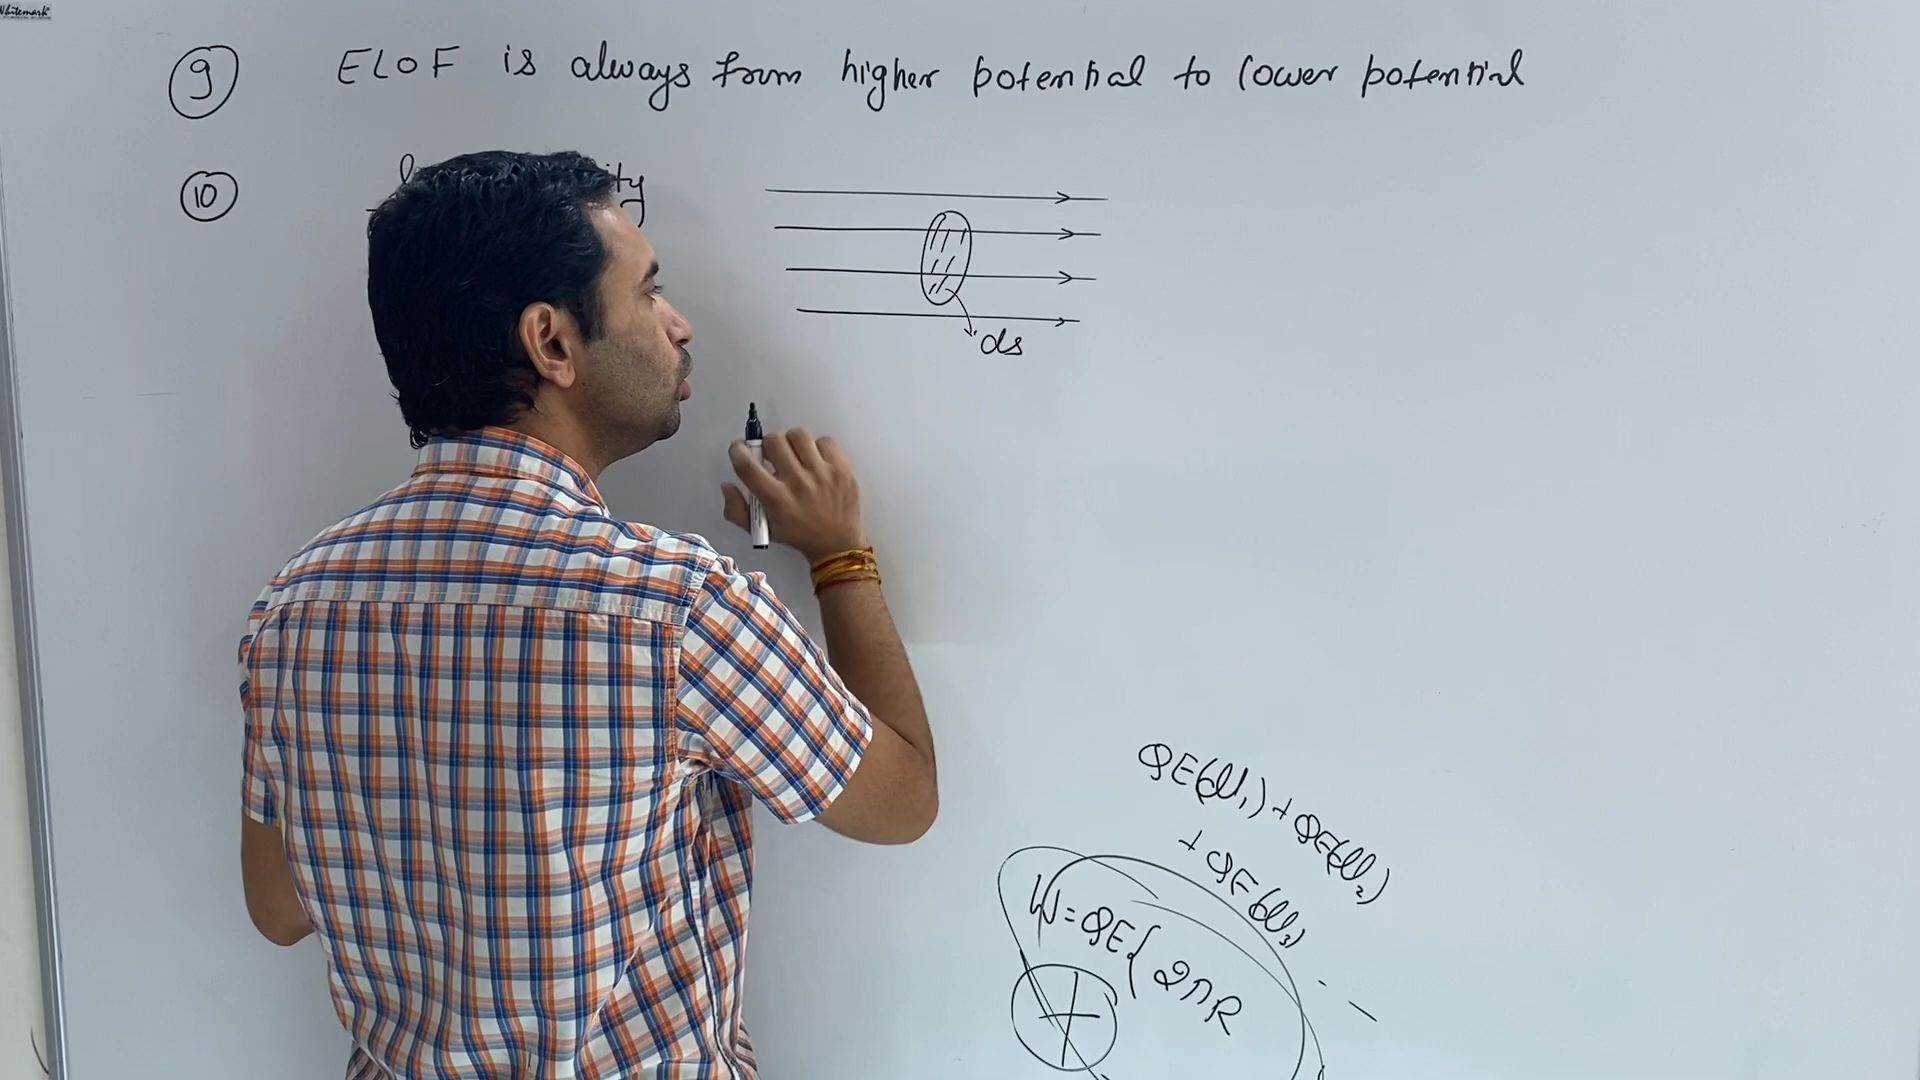 Whitemark
9 ELOF is always from higher potential to lower potential
10
ds
QE(dl₁) + QE(dl₂)
+ QE(dl₃) . --
W = QE{ 2πR